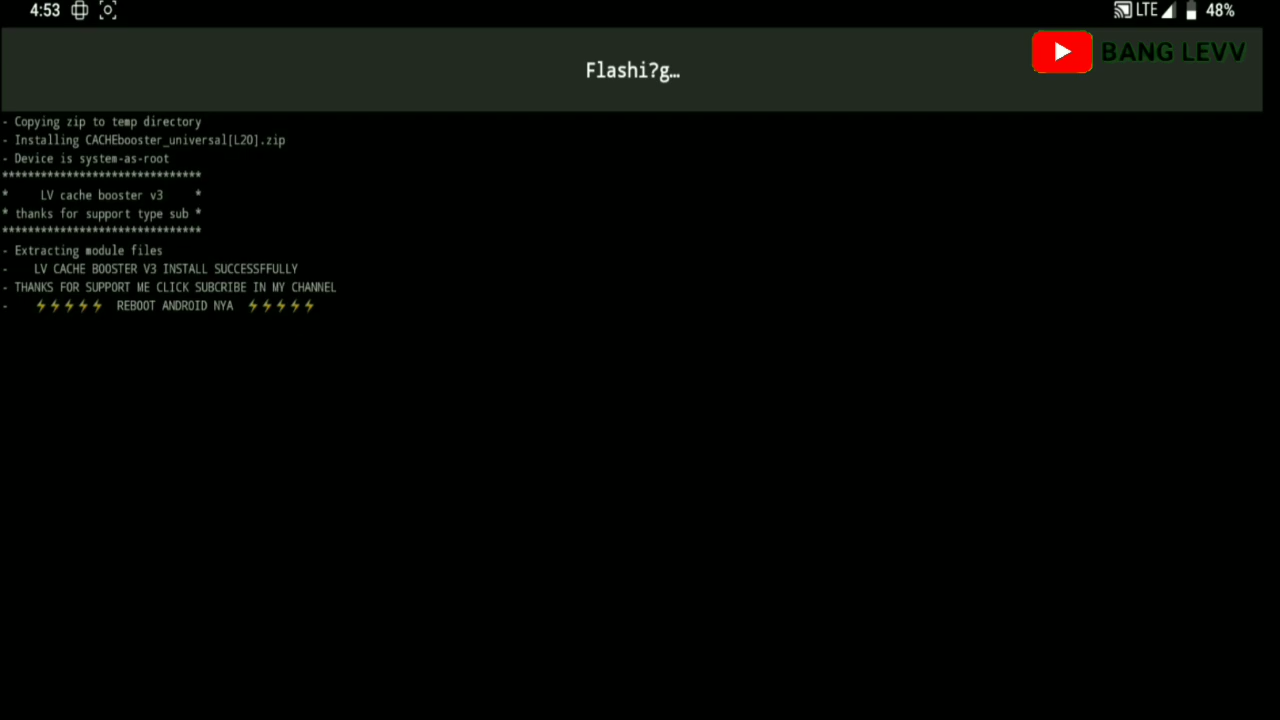 4:53 LTE 48%
BANG LEVV
Flashi?g…
- Copying zip to temp directory
- Installing CACHEbooster_universal[L20].zip
- Device is system-as-root
*******************************
* LV cache booster v3 *
* thanks for support type sub *
*******************************
- Extracting module files
- LV CACHE BOOSTER V3 INSTALL SUCCESSFFULLY
- THANKS FOR SUPPORT ME CLICK SUBCRIBE IN MY CHANNEL
- ⚡⚡⚡⚡⚡ REBOOT ANDROID NYA ⚡⚡⚡⚡⚡